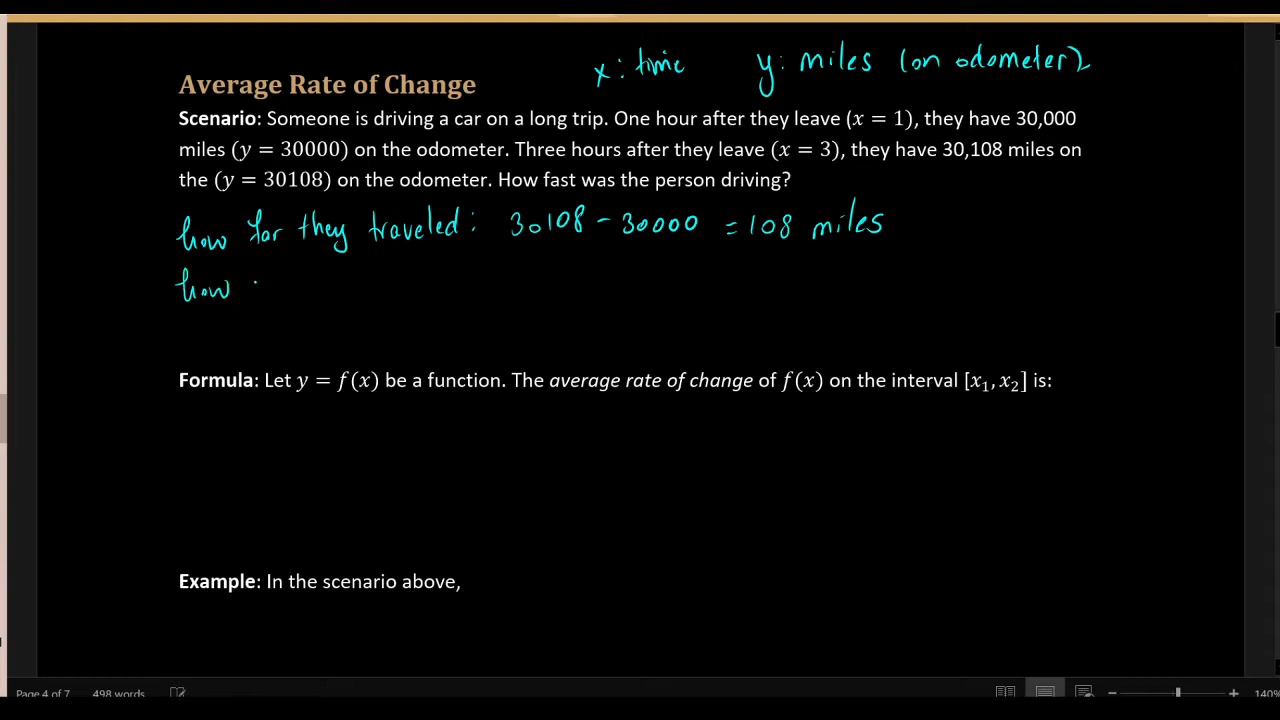 x: time y: miles (on odometer)
Average Rate of Change
Scenario: Someone is driving a car on a long trip. One hour after they leave (x = 1), they have 30,000
miles (y = 30000) on the odometer. Three hours after they leave (x = 3), they have 30,108 miles on
the (y = 30108) on the odometer. How fast was the person driving?
how far they traveled: 30108 - 30000 = 108 miles
how
Formula: Let y = f(x) be a function. The average rate of change of f(x) on the interval [x₁, x₂] is:
Example: In the scenario above,
Page 4 of 7 498 words 140%